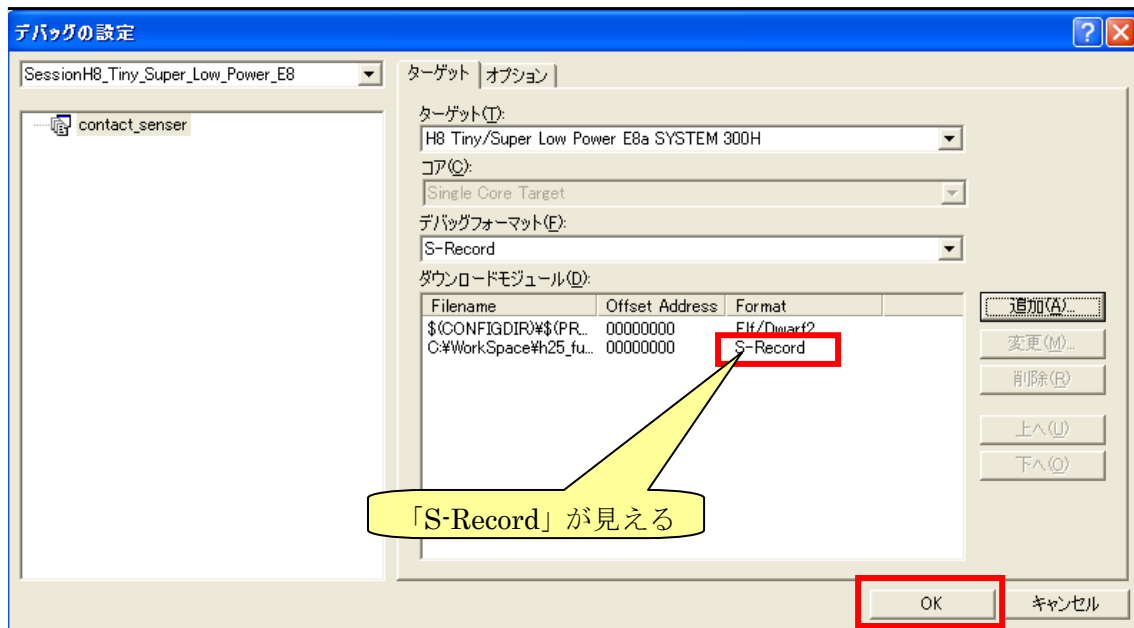 デバッグの設定
SessionH8_Tiny_Super_Low_Power_E8
contact_senser
ターゲット オプション
ターゲット(T):
H8 Tiny/Super Low Power E8a SYSTEM 300H
コア(C):
Single Core Target
デバッグフォーマット(F):
S-Record
ダウンロードモジュール(D):
Filename Offset Address Format
$(CONFIGDIR)¥$(PR... 00000000 Elf/Dwarf2
C:¥WorkSpace¥h25_fu... 00000000 S-Record
追加(A)...
変更(M)...
削除(R)
上へ(U)
下へ(O)
「S-Record」が見える
OK キャンセル